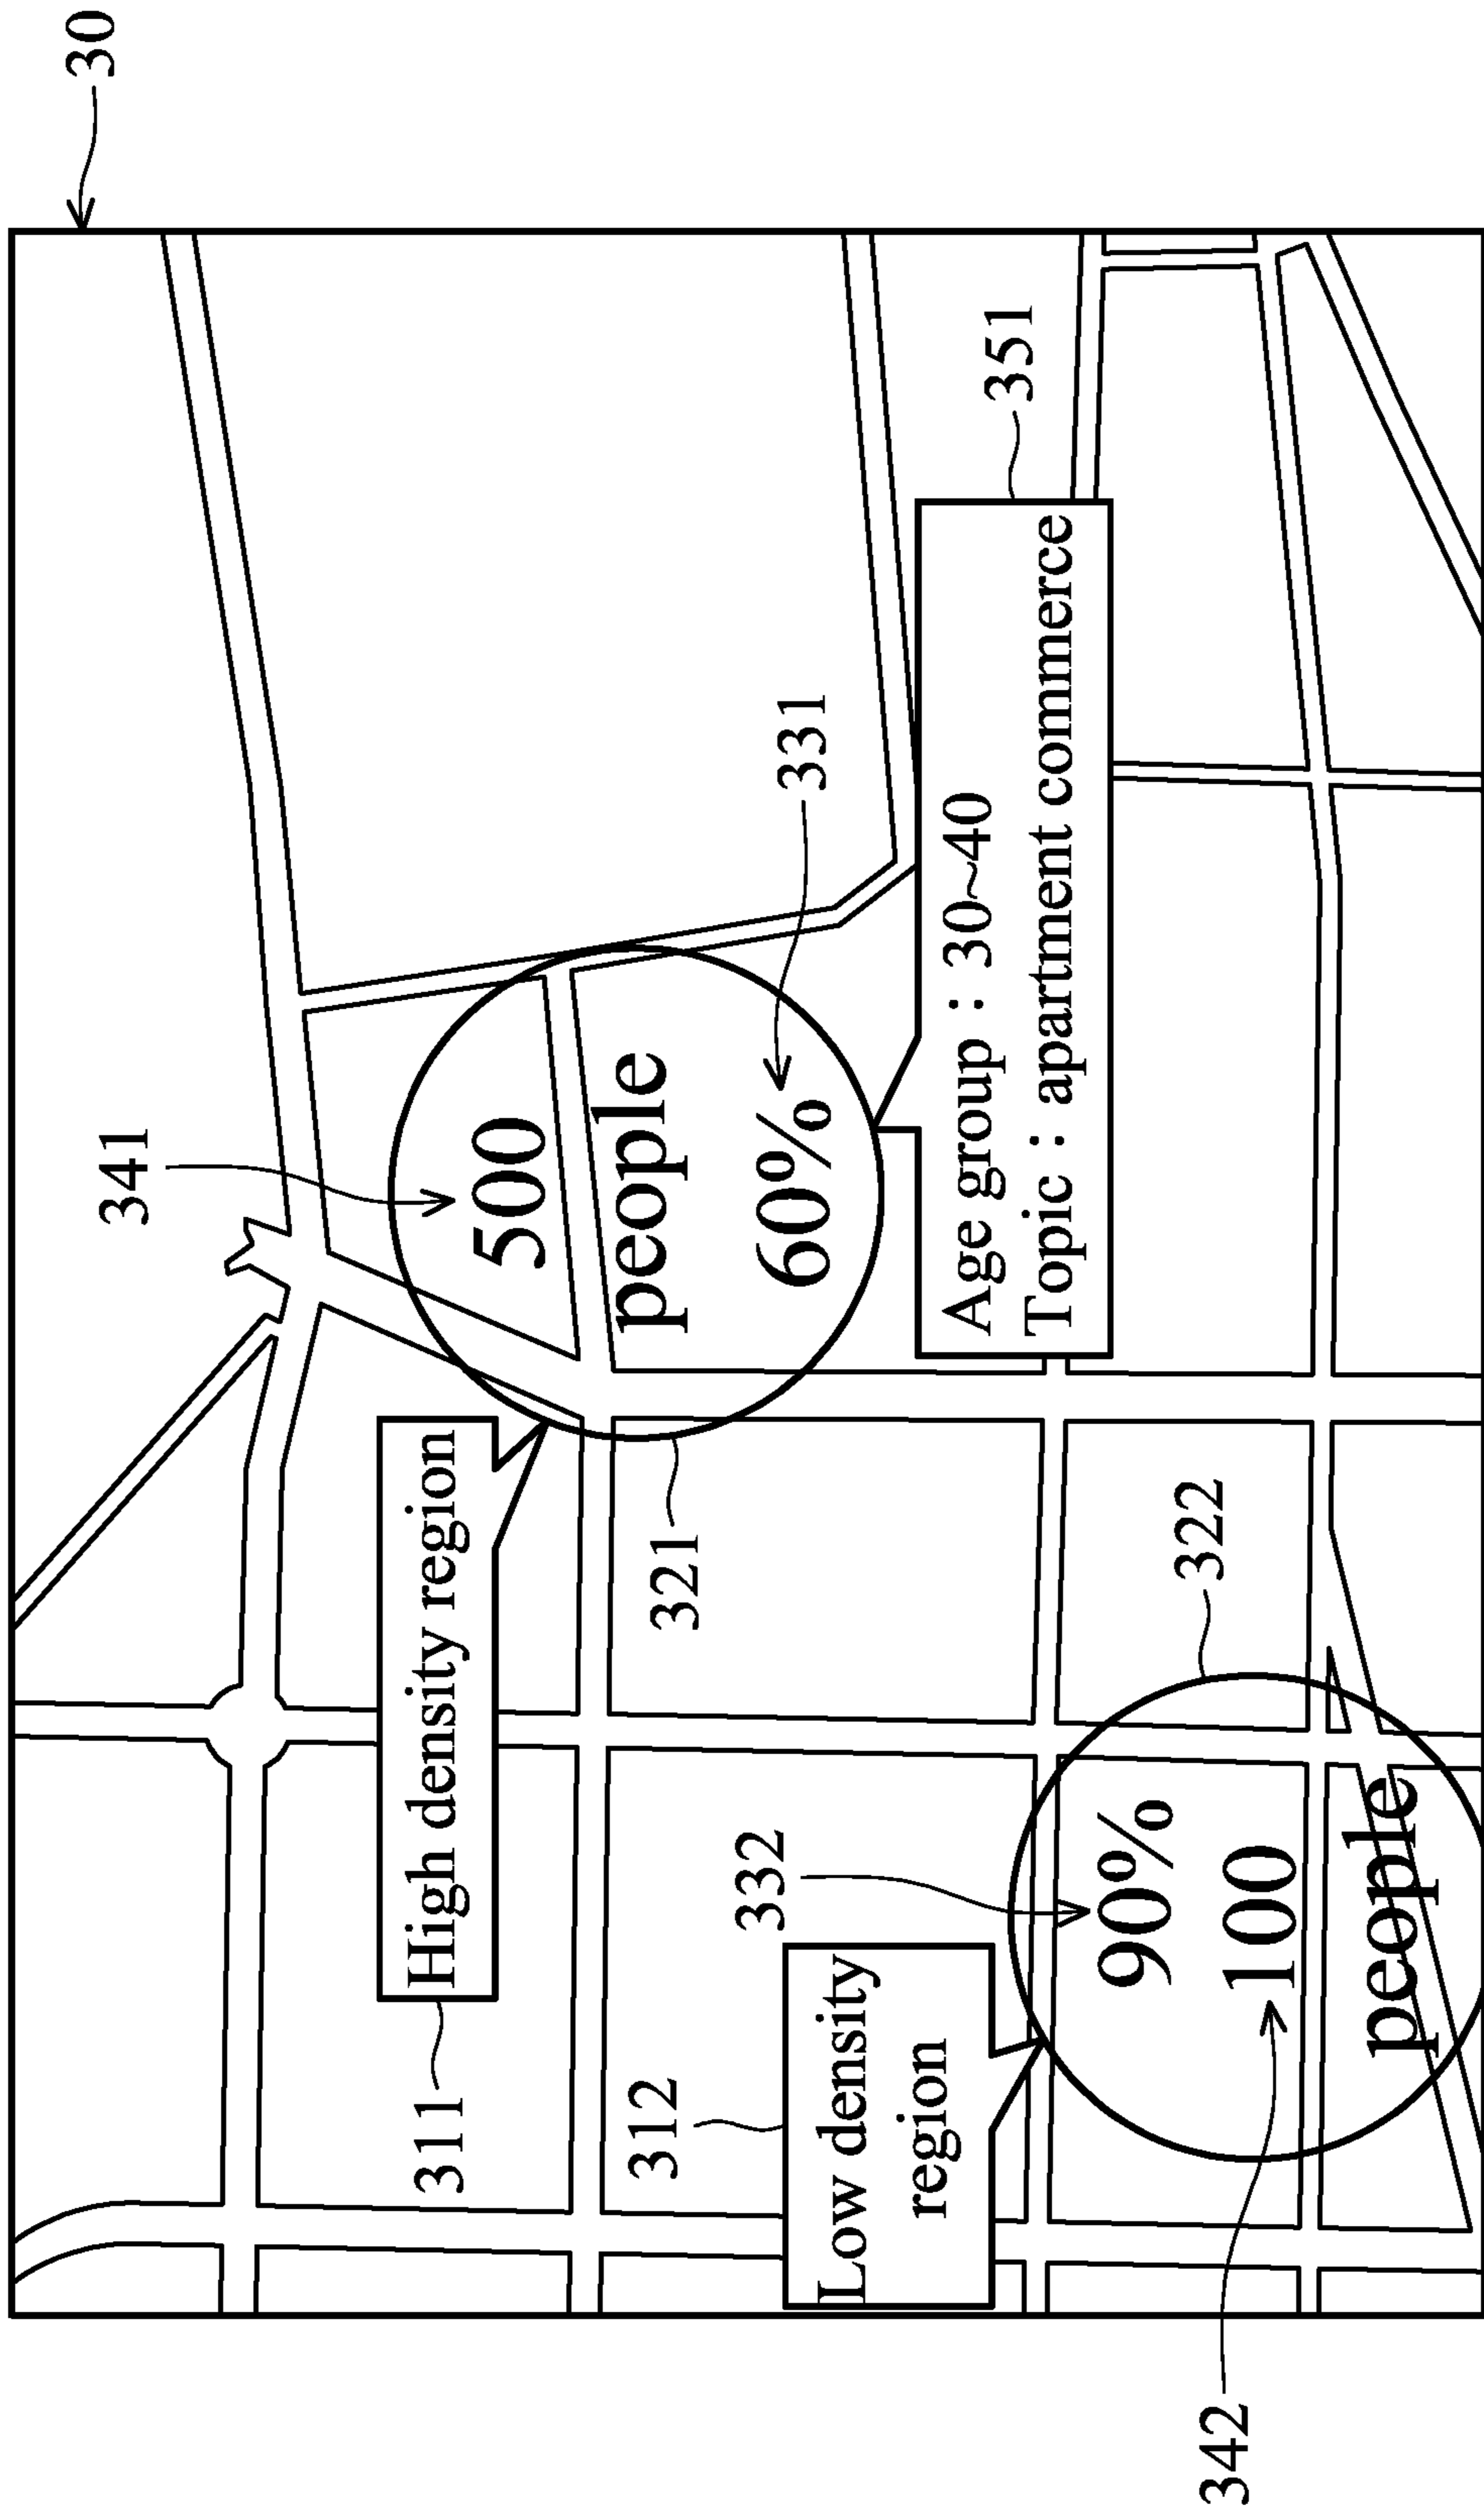 30
341
500
people
60%
331
351
Age group : 30~40
Topic : apartment commerce
High density region
311
321
312
Low density
region
332
322
90%
100
people
342